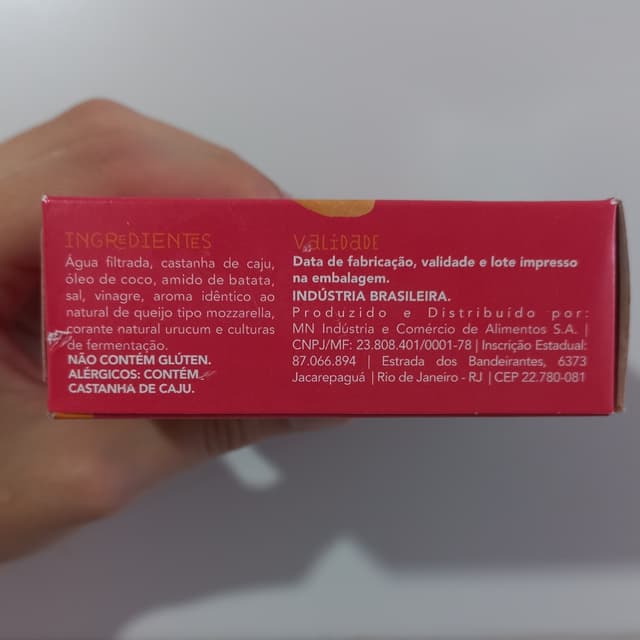 INGREDIENTES
Água filtrada, castanha de caju,
óleo de coco, amido de batata,
sal, vinagre, aroma idêntico ao
natural de queijo tipo mozzarella,
corante natural urucum e culturas
de fermentação.
NÃO CONTÉM GLÚTEN.
ALÉRGICOS: CONTÉM
CASTANHA DE CAJU.
VALIDADE
Data de fabricação, validade e lote impresso
na embalagem.
INDÚSTRIA BRASILEIRA.
Produzido e Distribuído por:
MN Indústria e Comércio de Alimentos S.A. |
CNPJ/MF: 23.808.401/0001-78 | Inscrição Estadual:
87.066.894 | Estrada dos Bandeirantes, 6373
Jacarepaguá | Rio de Janeiro - RJ | CEP 22.780-081